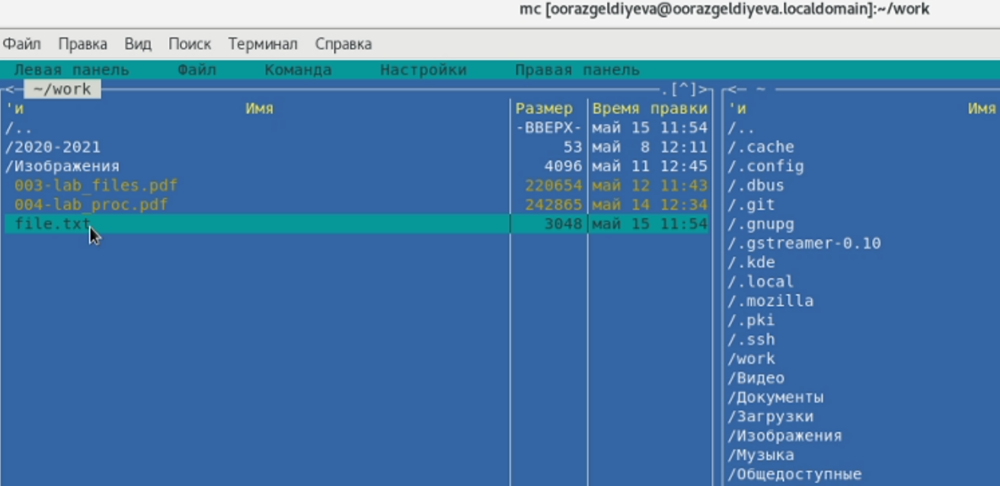 mc [oorazgeldiyeva@oorazgeldiyeva.localdomain]:~/work
Файл Правка Вид Поиск Терминал Справка
Левая панель Файл Команда Настройки Правая панель
<- ~/work .[^]>
'и Имя Размер Время правки
/.. -ВВЕРХ- май 15 11:54
/2020-2021 53 май 8 12:11
/Изображения 4096 май 11 12:45
003-lab_files.pdf 220654 май 12 11:43
004-lab_proc.pdf 242865 май 14 12:34
file.txt 3048 май 15 11:54
<- ~
'и Имя
/..
/.cache
/.config
/.dbus
/.git
/.gnupg
/.gstreamer-0.10
/.kde
/.local
/.mozilla
/.pki
/.ssh
/work
/Видео
/Документы
/Загрузки
/Изображения
/Музыка
/Общедоступные